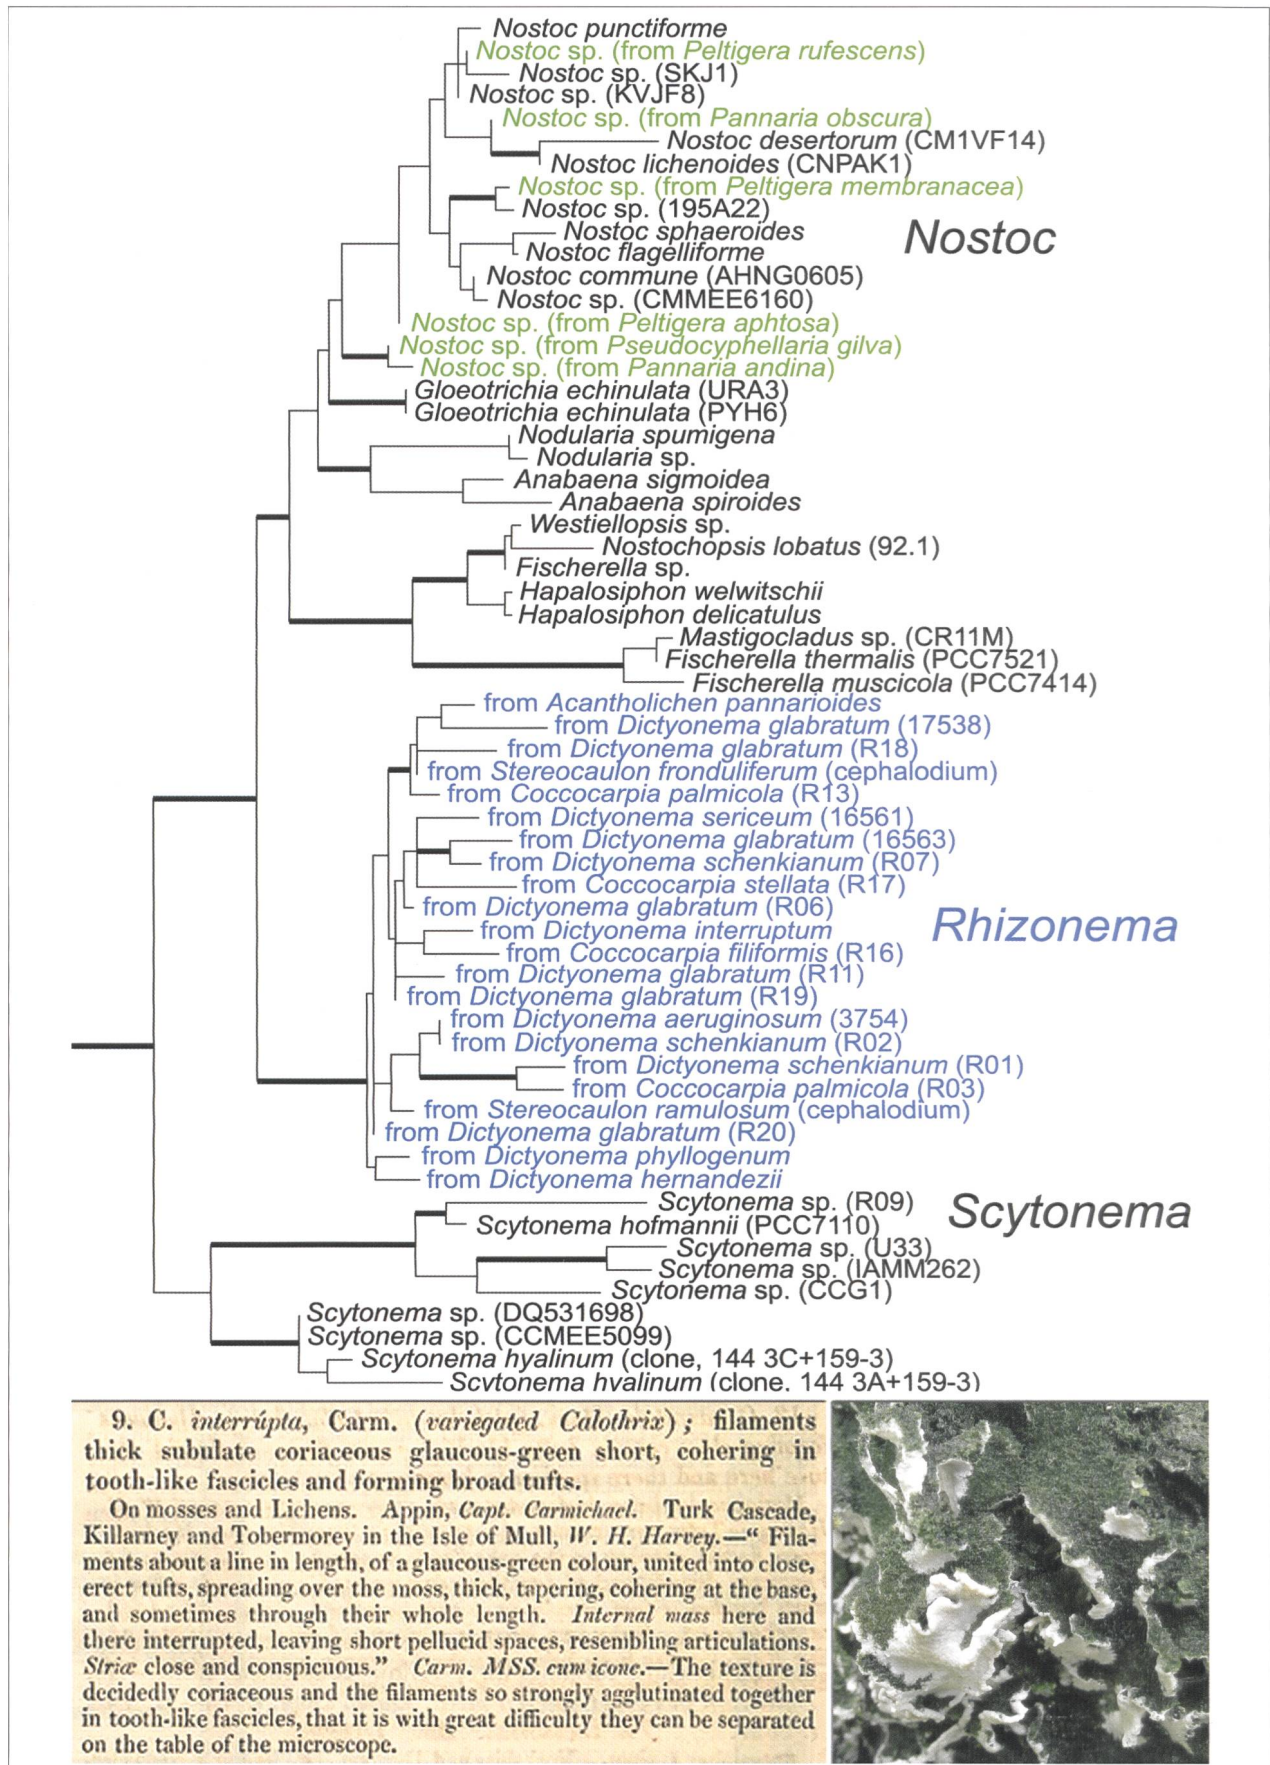 Nostoc punctiforme
Nostoc sp. (from Peltigera rufescens)
Nostoc sp. (SKJ1)
Nostoc sp. (KVJF8)
Nostoc sp. (from Pannaria obscura)
Nostoc desertorum (CM1VF14)
Nostoc lichenoides (CNPAK1)
Nostoc sp. (from Peltigera membranacea)
Nostoc sp. (195A22)
Nostoc sphaeroides
Nostoc
Nostoc flagelliforme
Nostoc commune (AHNG0605)
Nostoc sp. (CMMEE6160)
Nostoc sp. (from Peltigera aphtosa)
Nostoc sp. (from Pseudocyphellaria gilva)
Nostoc sp. (from Pannaria andina)
Gloeotrichia echinulata (URA3)
Gloeotrichia echinulata (PYH6)
Nodularia spumigena
Nodularia sp.
Anabaena sigmoidea
Anabaena spiroides
Westiellopsis sp.
Nostochopsis lobatus (92.1)
Fischerella sp.
Hapalosiphon welwitschii
Hapalosiphon delicatulus
Mastigocladus sp. (CR11M)
Fischerella thermalis (PCC7521)
Fischerella muscicola (PCC7414)
from Acantholichen pannarioides
from Dictyonema glabratum (17538)
from Dictyonema glabratum (R18)
from Stereocaulon fronduliferum (cephalodium)
from Coccocarpia palmicola (R13)
from Dictyonema sericeum (16561)
from Dictyonema glabratum (16563)
from Dictyonema schenkianum (R07)
from Coccocarpia stellata (R17)
from Dictyonema glabratum (R06)
Rhizonema
from Dictyonema interruptum
from Coccocarpia filiformis (R16)
from Dictyonema glabratum (R11)
from Dictyonema glabratum (R19)
from Dictyonema aeruginosum (3754)
from Dictyonema schenkianum (R02)
from Dictyonema schenkianum (R01)
from Coccocarpia palmicola (R03)
from Stereocaulon ramulosum (cephalodium)
from Dictyonema glabratum (R20)
from Dictyonema phyllogenum
from Dictyonema hernandezii
Scytonema sp. (R09)
Scytonema
Scytonema hofmannii (PCC7110)
Scytonema sp. (U33)
Scytonema sp. (IAMM262)
Scytonema sp. (CCG1)
Scytonema sp. (DQ531698)
Scytonema sp. (CCMEE5099)
Scytonema hyalinum (clone, 144 3C+159-3)
Scytonema hyalinum (clone. 144 3A+159-3)
9. C. interrúpta, Carm. (variegated Calothrix) ; filaments
thick subulate coriaceous glaucous-green short, cohering in
tooth-like fascicles and forming broad tufts.
On mosses and Lichens. Appin, Capt. Carmichael. Turk Cascade,
Killarney and Tobermorey in the Isle of Mull, W. H. Harvey.—“ Fila-
ments about a line in length, of a glaucous-green colour, united into close,
erect tufts, spreading over the moss, thick, tapering, cohering at the base,
and sometimes through their whole length. Internal mass here and
there interrupted, leaving short pellucid spaces, resembling articulations.
Striæ close and conspicuous.” Carm. MSS. cum icone.—The texture is
decidedly coriaceous and the filaments so strongly agglutinated together
in tooth-like fascicles, that it is with great difficulty they can be separated
on the table of the microscope.